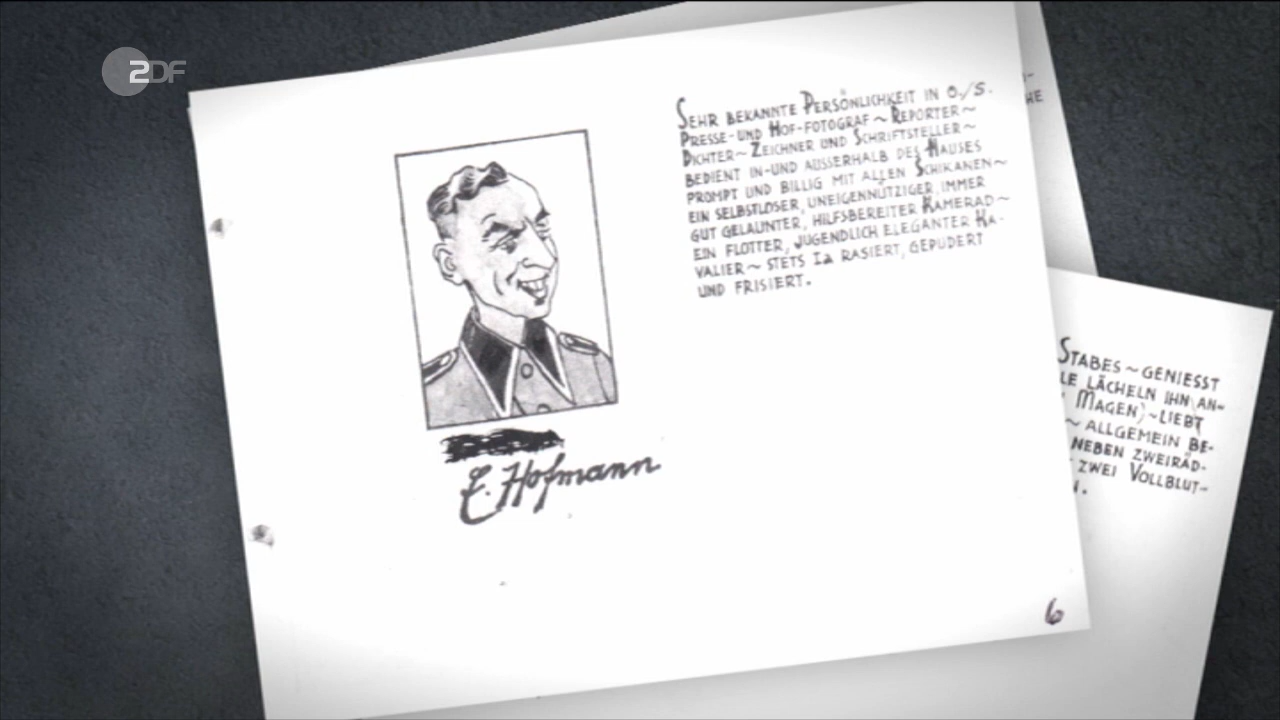 ZDF
SEHR BEKANNTE PERSÖNLICHKEIT IN O./S.
PRESSE-UND HOF-FOTOGRAF~REPORTER~
DICHTER~ZEICHNER UND SCHRIFTSTELLER~
BEDIENT IN-UND AUSSERHALB DES HAUSES
PROMPT UND BILLIG MIT ALLEN SCHIKANEN~
EIN SELBSTLOSER, UNEIGENNÜTZIGER, IMMER
GUT GELAUNTER, HILFSBEREITER KAMERAD~
EIN FLOTTER, JUGENDLICH ELEGANTER KA-
VALIER~STETS Ia RASIERT, GEPUDERT
UND FRISIERT.
E. Hofmann
6
HE
STABES~GENIESST
LE LÄCHELN IHN AN-
MAGEN)~LIEBT
~ALLGEMEIN BE-
NEBEN ZWEIRÄD-
ZWEI VOLLBLUT-
N.